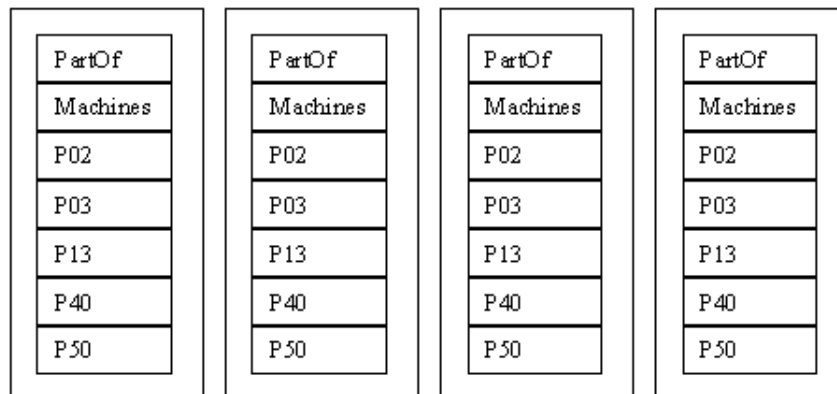 PartOf PartOf PartOf PartOf
Machines Machines Machines Machines
P02 P02 P02 P02
P03 P03 P03 P03
P13 P13 P13 P13
P40 P40 P40 P40
P50 P50 P50 P50